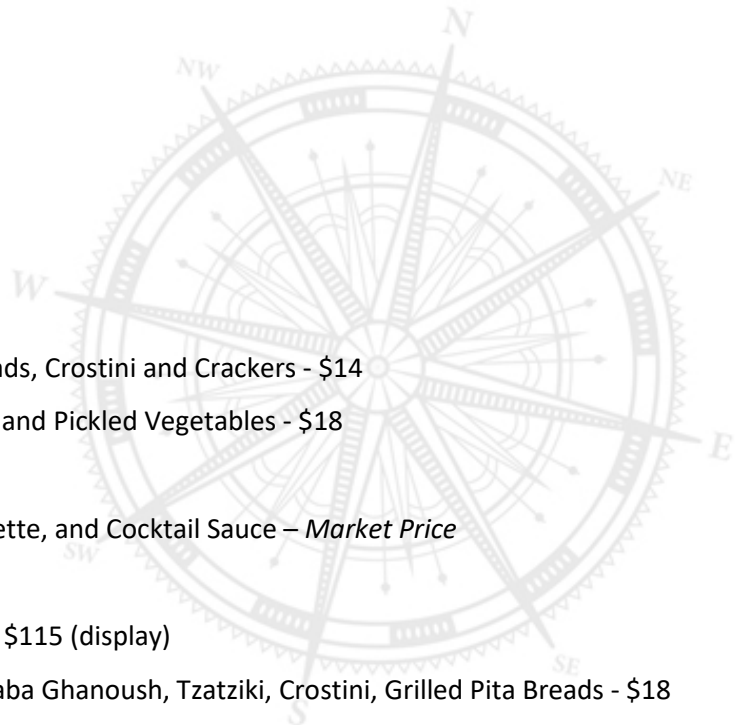 N
NW
NE
W
nds, Crostini and Crackers - $14
and Pickled Vegetables - $18
E
ette, and Cocktail Sauce – Market Price
SW
$115 (display)
SE
aba Ghanoush, Tzatziki, Crostini, Grilled Pita Breads - $18
S